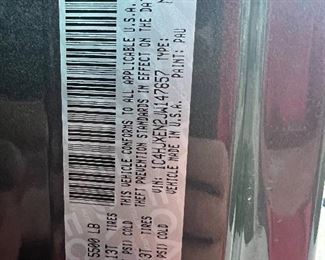 THIS VEHICLE CONFORMS TO ALL APPLICABLE U.S.A.
THEFT PREVENTION STANDARDS IN EFFECT ON THE DA
VIN: 1C4HJXEN2JW147657 TYPE:
VEHICLE MADE IN U.S.A. PAINT: PAU
5500 LB
TIRES
PSI) COLD
TIRES
PSI) COLD